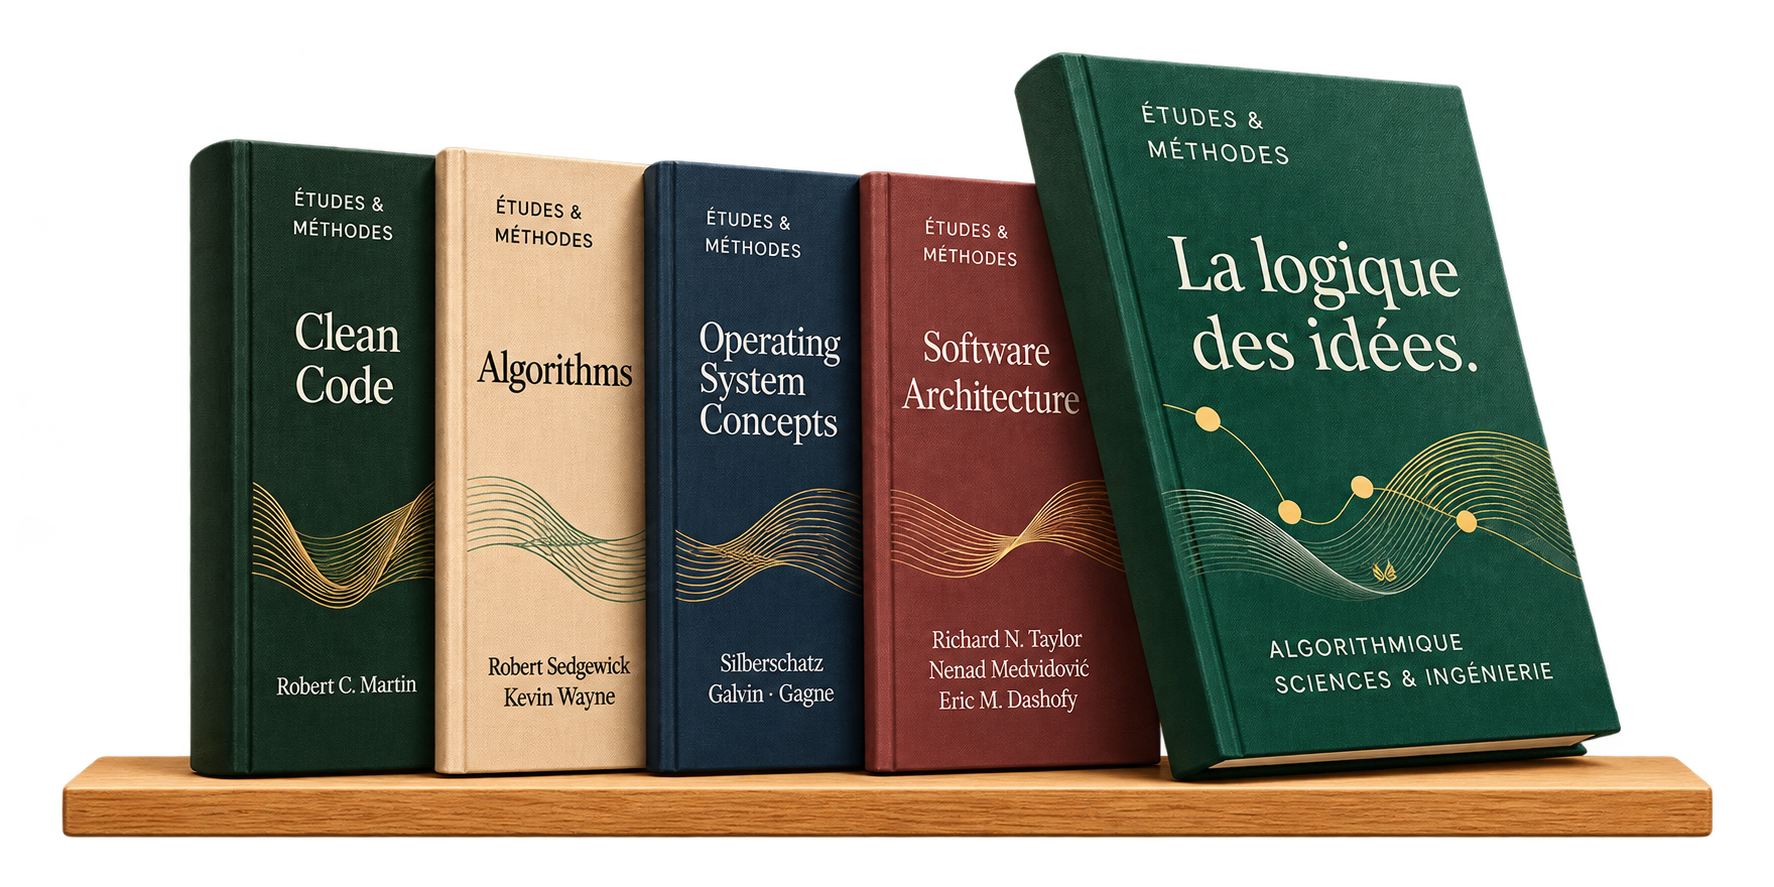 ÉTUDES &
MÉTHODES
Clean
Code
Robert C. Martin
ÉTUDES &
MÉTHODES
Algorithms
Robert Sedgewick
Kevin Wayne
ÉTUDES &
MÉTHODES
Operating
System
Concepts
Silberschatz
Galvin · Gagne
ÉTUDES &
MÉTHODES
Software
Architecture
Richard N. Taylor
Nenad Medvidović
Eric M. Dashofy
ÉTUDES &
MÉTHODES
La logique
des idées.
ALGORITHMIQUE
SCIENCES & INGÉNIERIE